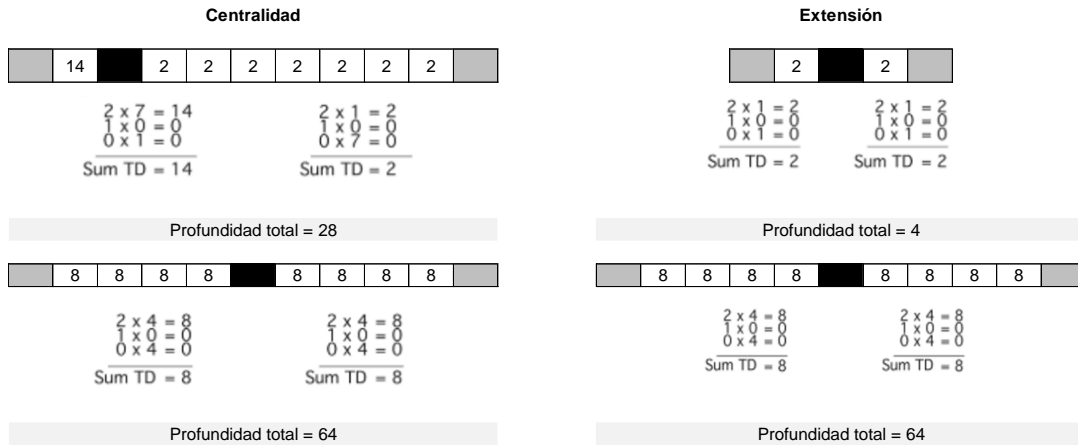 Centralidad
14 2 2 2 2 2 2 2
2 x 7 = 14
1 x 0 = 0
0 x 1 = 0
Sum TD = 14
2 x 1 = 2
1 x 0 = 0
0 x 7 = 0
Sum TD = 2
Profundidad total = 28
8 8 8 8 8 8 8 8
2 x 4 = 8
1 x 0 = 0
0 x 4 = 0
Sum TD = 8
2 x 4 = 8
1 x 0 = 0
0 x 4 = 0
Sum TD = 8
Profundidad total = 64
Extensión
2 2
2 x 1 = 2
1 x 0 = 0
0 x 1 = 0
Sum TD = 2
2 x 1 = 2
1 x 0 = 0
0 x 1 = 0
Sum TD = 2
Profundidad total = 4
8 8 8 8 8 8 8 8
2 x 4 = 8
1 x 0 = 0
0 x 4 = 0
Sum TD = 8
2 x 4 = 8
1 x 0 = 0
0 x 4 = 0
Sum TD = 8
Profundidad total = 64